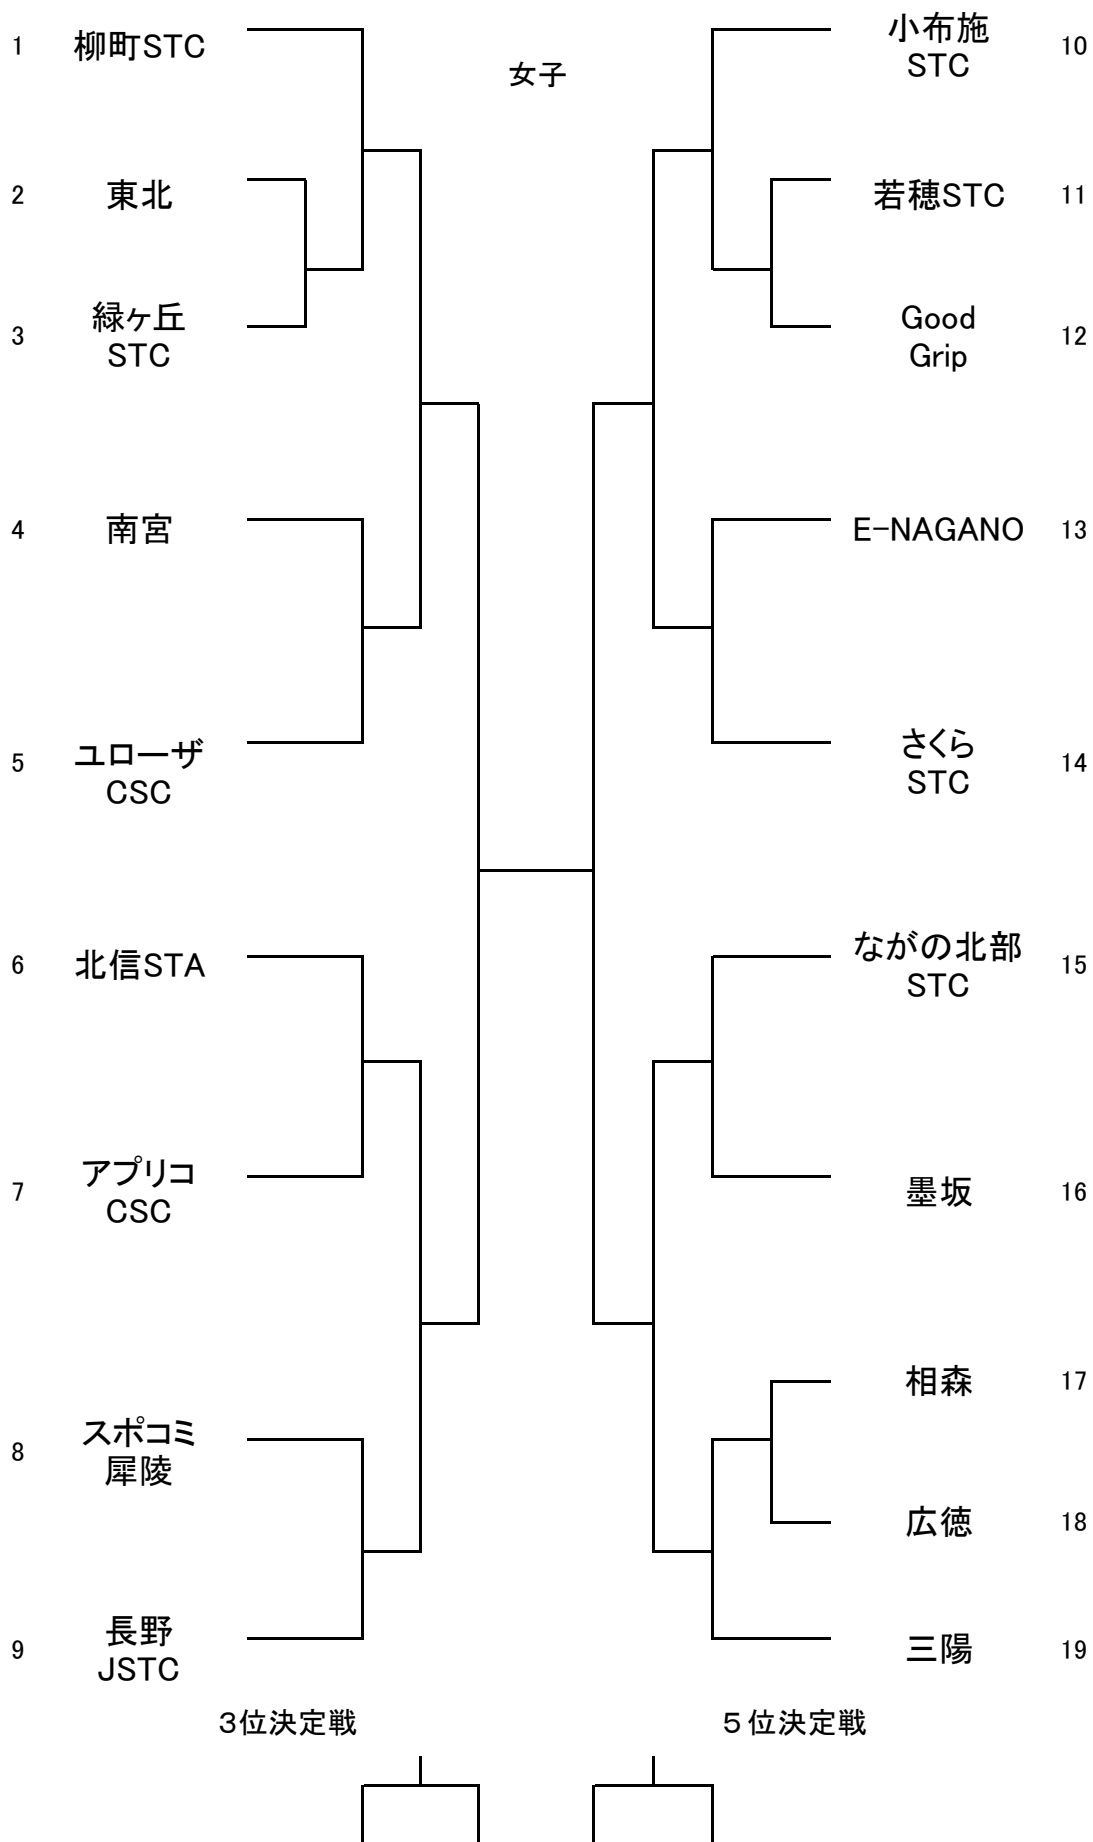 女子
1 柳町STC
2 東北
3 緑ヶ丘
STC
4 南宮
5 ユローザ
CSC
6 北信STA
7 アプリコ
CSC
8 スポコミ
犀陵
9 長野
JSTC
小布施
STC 10
若穂STC 11
Good
Grip 12
E-NAGANO 13
さくら
STC 14
ながの北部
STC 15
墨坂 16
相森 17
広徳 18
三陽 19
3位決定戦
５位決定戦